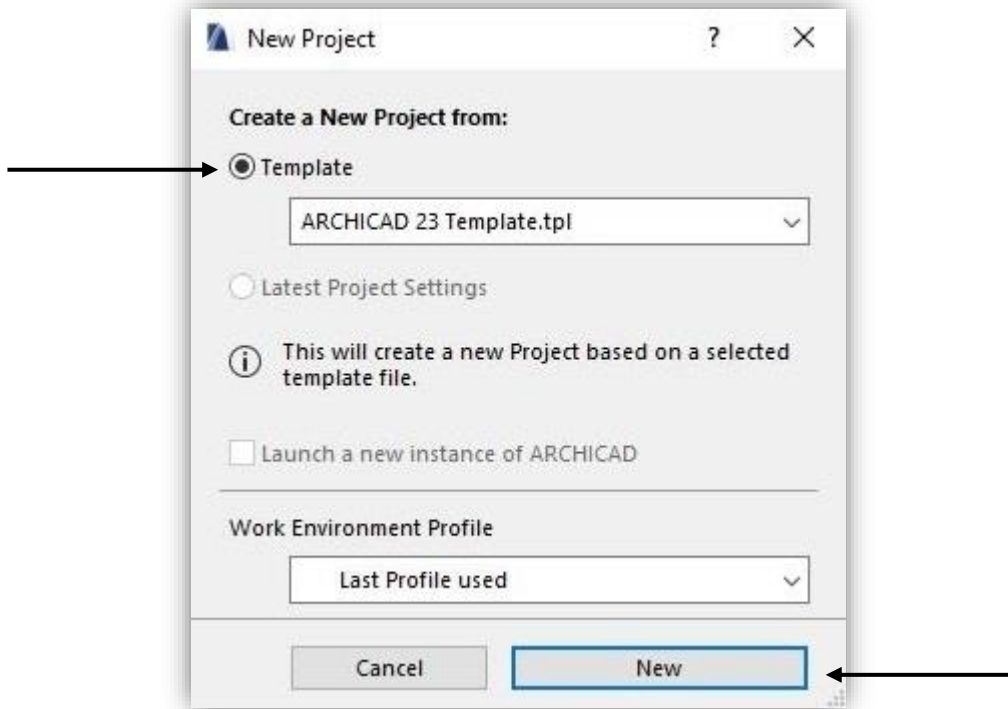 New Project
?
Create a New Project from:
Template
ARCHICAD 23 Template.tpl
Latest Project Settings
This will create a new Project based on a selected
template file.
Launch a new instance of ARCHICAD
Work Environment Profile
Last Profile used
Cancel
New